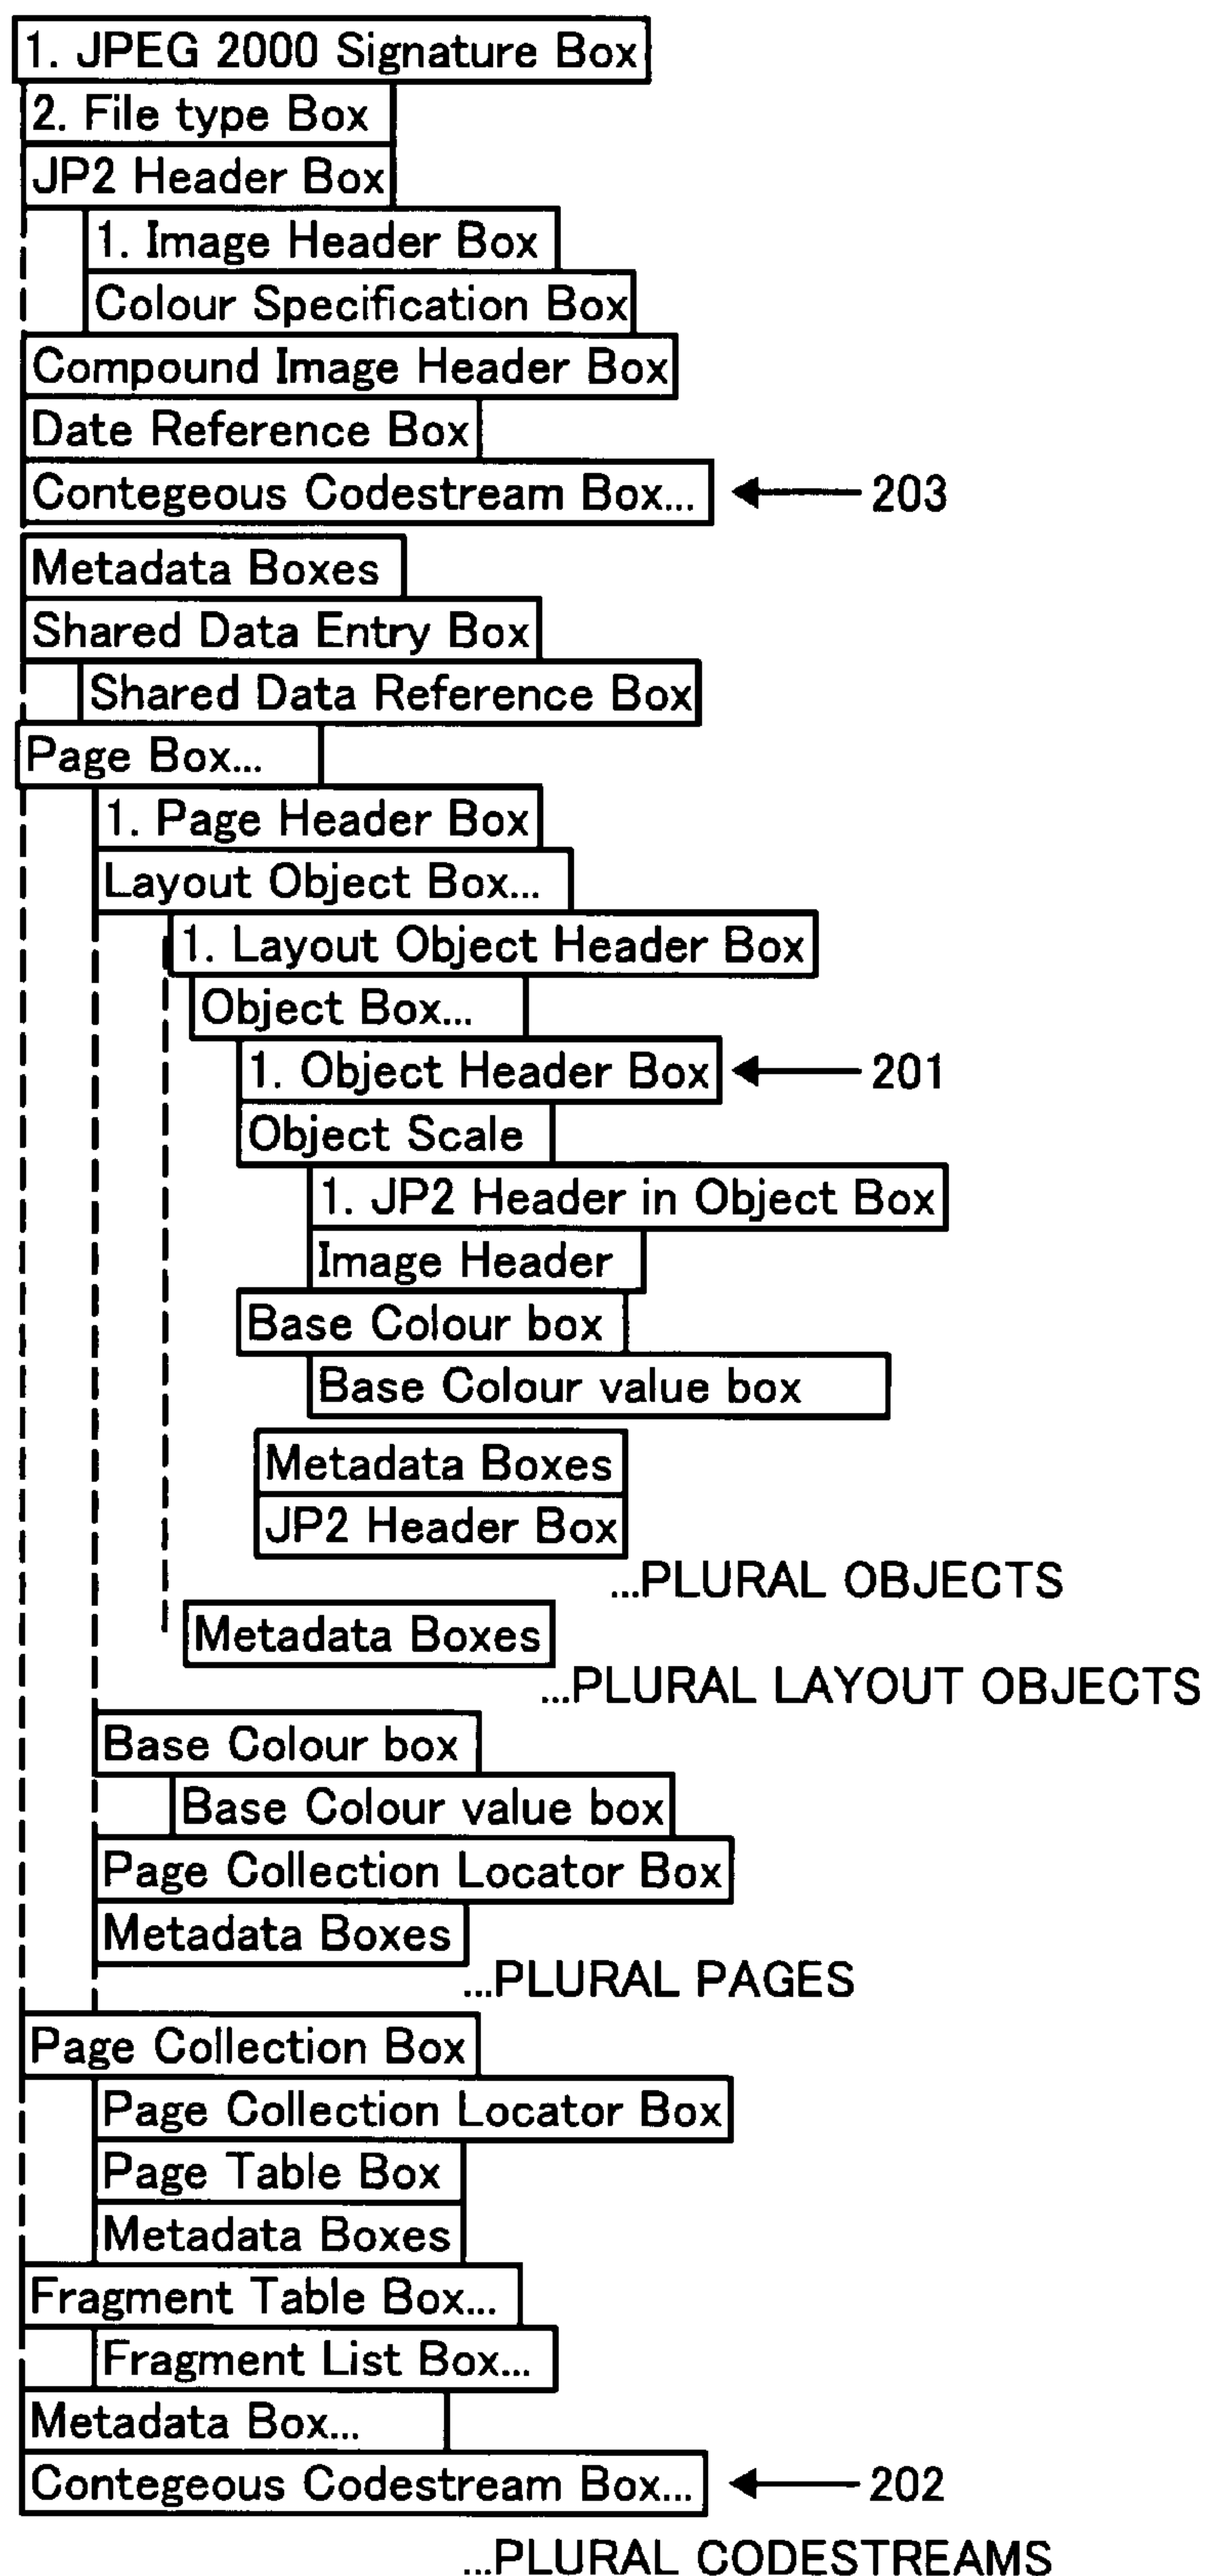 1. JPEG 2000 Signature Box
2. File type Box
JP2 Header Box
1. Image Header Box
Colour Specification Box
Compound Image Header Box
Date Reference Box
Contegeous Codestream Box... 203
Metadata Boxes
Shared Data Entry Box
Shared Data Reference Box
Page Box...
1. Page Header Box
Layout Object Box...
1. Layout Object Header Box
Object Box...
1. Object Header Box 201
Object Scale
1. JP2 Header in Object Box
Image Header
Base Colour box
Base Colour value box
Metadata Boxes
JP2 Header Box
...PLURAL OBJECTS
Metadata Boxes
...PLURAL LAYOUT OBJECTS
Base Colour box
Base Colour value box
Page Collection Locator Box
Metadata Boxes
...PLURAL PAGES
Page Collection Box
Page Collection Locator Box
Page Table Box
Metadata Boxes
Fragment Table Box...
Fragment List Box...
Metadata Box...
Contegeous Codestream Box... 202
...PLURAL CODESTREAMS